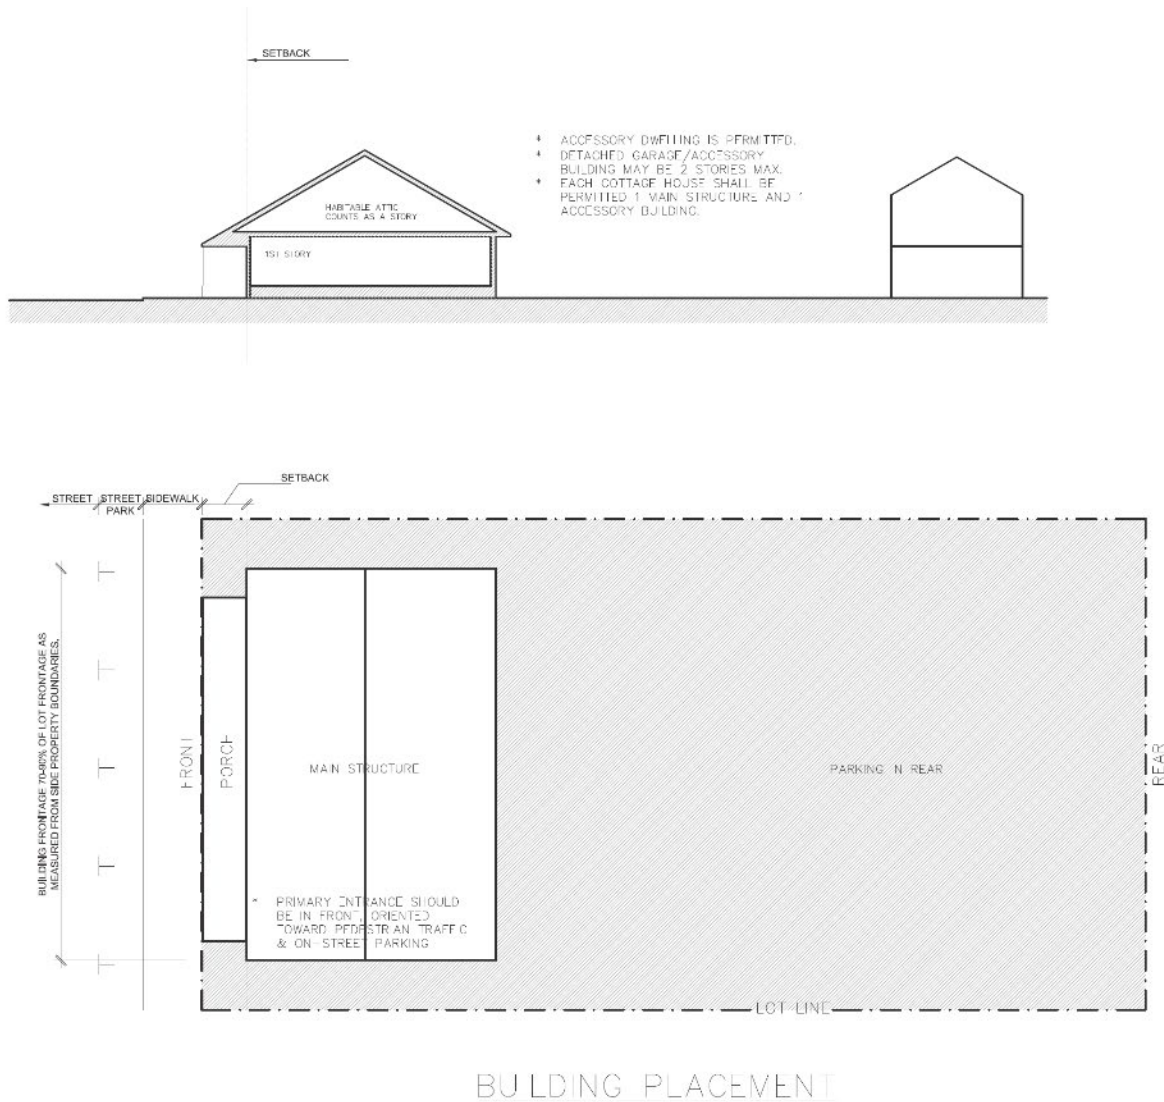 SETBACK
* ACCESSORY DWELLING IS PERMITTED.
* DETACHED GARAGE/ACCESSORY
BUILDING MAY BE 2 STORIES MAX.
* EACH COTTAGE HOUSE SHALL BE
PERMITTED 1 MAIN STRUCTURE AND 1
ACCESSORY BUILDING.
HABITABLE ATTIC
COUNTS AS A STORY
1ST STORY
SETBACK
STREET STREET SIDEWALK
PARK
BUILDING FRONTAGE 70-90% OF LOT FRONTAGE AS
MEASURED FROM SIDE PROPERTY BOUNDARIES.
FRONT
PORCH
MAIN STRUCTURE
PARKING IN REAR
REAR
* PRIMARY ENTRANCE SHOULD
BE IN FRONT, ORIENTED
TOWARD PEDESTRIAN TRAFFIC
& ON-STREET PARKING
LOT LINE
BUILDING PLACEMENT